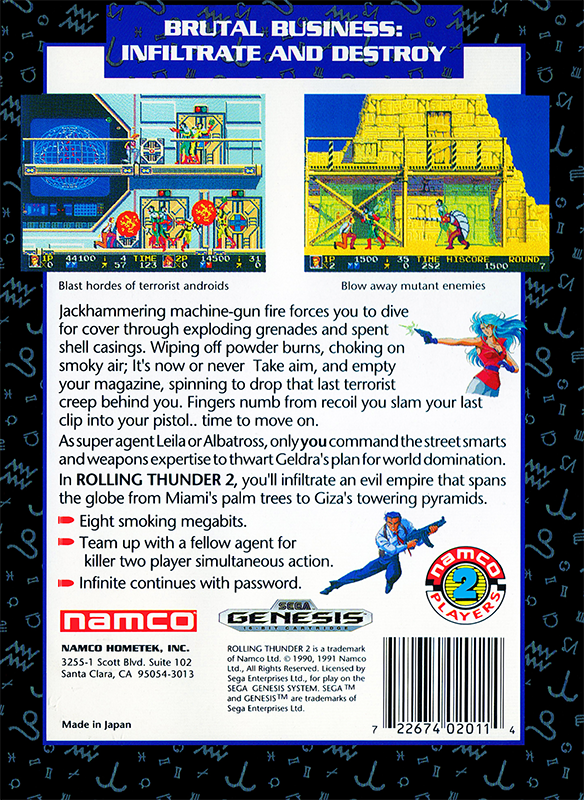 BRUTAL BUSINESS:
INFILTRATE AND DESTROY
1P 44100 4 TIME 2P 14500 31
X0 57 123 X0 0
1P 1500 35 TIME HISCORE ROUND
X2 0 282 1500 7
Blast hordes of terrorist androids
Blow away mutant enemies
Jackhammering machine-gun fire forces you to dive
for cover through exploding grenades and spent
shell casings. Wiping off powder burns, choking on
smoky air; It's now or never Take aim, and empty
your magazine, spinning to drop that last terrorist
creep behind you. Fingers numb from recoil you slam your last
clip into your pistol.. time to move on.
As super agent Leila or Albatross, only you command the street smarts
and weapons expertise to thwart Geldra's plan for world domination.
In ROLLING THUNDER 2, you'll infiltrate an evil empire that spans
the globe from Miami's palm trees to Giza's towering pyramids.
Eight smoking megabits.
Team up with a fellow agent for
killer two player simultaneous action.
Infinite continues with password.
namco
2
PLAYERS
namco
SEGA
GENESIS
16-BIT CARTRIDGE
NAMCO HOMETEK, INC.
3255-1 Scott Blvd. Suite 102
Santa Clara, CA 95054-3013
Made in Japan
ROLLING THUNDER 2 is a trademark
of Namco Ltd. © 1990, 1991 Namco
Ltd., All Rights Reserved. Licensed by
Sega Enterprises Ltd., for play on the
SEGA GENESIS SYSTEM. SEGA™
and GENESIS™ are trademarks of
Sega Enterprises Ltd.
7 22674 02011 4